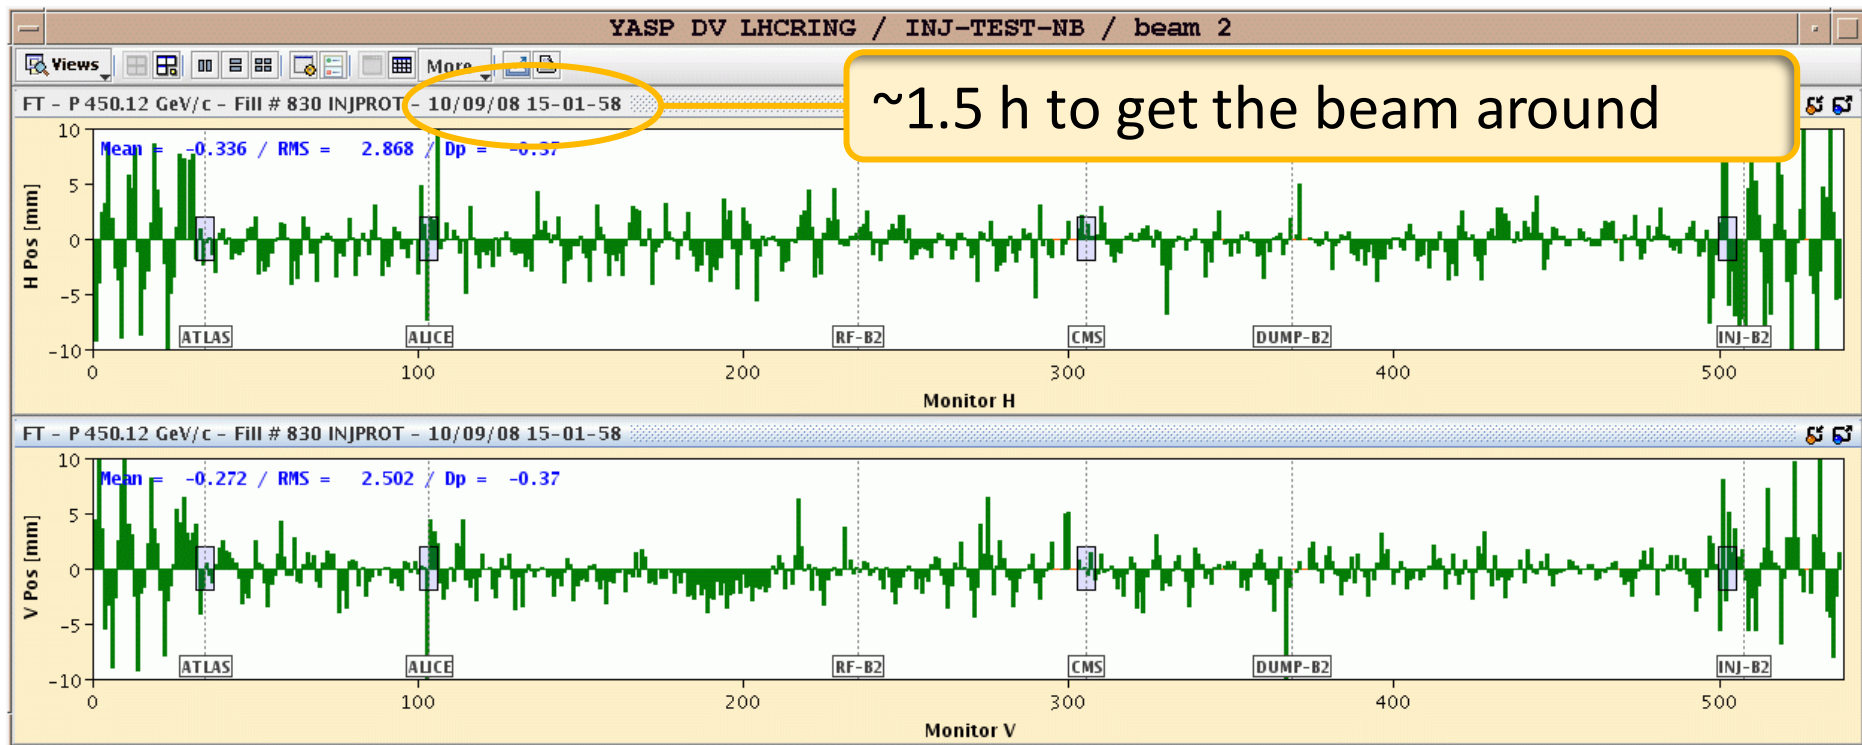 YASP DV LHCRING / INJ-TEST-NB / beam 2
Views
More
~1.5 h to get the beam around
FT - P 450.12 GeV/c - Fill # 830 INJPROT - 10/09/08 15-01-58
Mean = -0.336 / RMS = 2.868 / Dp = -0.37
H Pos [mm]
10
5
0
-5
-10
ATLAS
ALICE
RF-B2
CMS
DUMP-B2
INJ-B2
0 100 200 300 400 500
Monitor H
FT - P 450.12 GeV/c - Fill # 830 INJPROT - 10/09/08 15-01-58
Mean = -0.272 / RMS = 2.502 / Dp = -0.37
V Pos [mm]
10
5
0
-5
-10
ATLAS
ALICE
RF-B2
CMS
DUMP-B2
INJ-B2
0 100 200 300 400 500
Monitor V